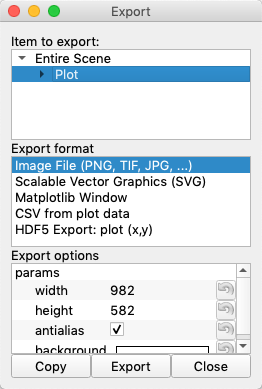 Export
Item to export:
Entire Scene
Plot
Export format
Image File (PNG, TIF, JPG, ...)
Scalable Vector Graphics (SVG)
Matplotlib Window
CSV from plot data
HDF5 Export: plot (x,y)
Export options
params
width 982
height 582
antialias
background
Copy Export Close